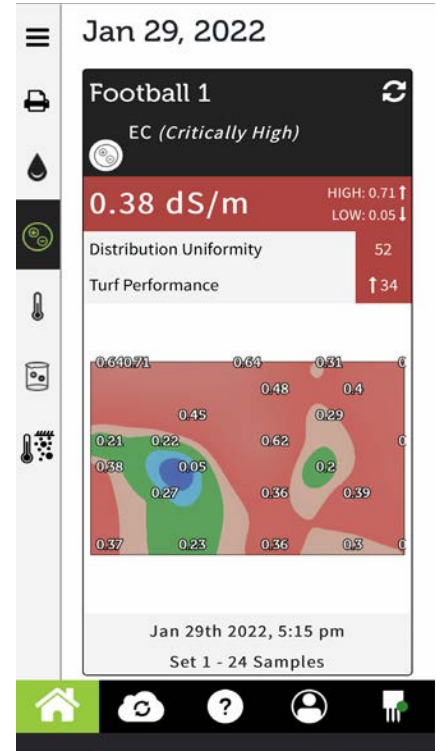 Jan 29, 2022
Football 1
EC (Critically High)
0.38 dS/m
HIGH: 0.71↑
LOW: 0.05↓
Distribution Uniformity 52
Turf Performance ↑34
0.64 0.71 0.64 0.31
0.48 0.4
0.45 0.29
0.21 0.22 0.62
0.38 0.05 0.2
0.27 0.36 0.39
0.37 0.23 0.36 0.3
Jan 29th 2022, 5:15 pm
Set 1 - 24 Samples
?